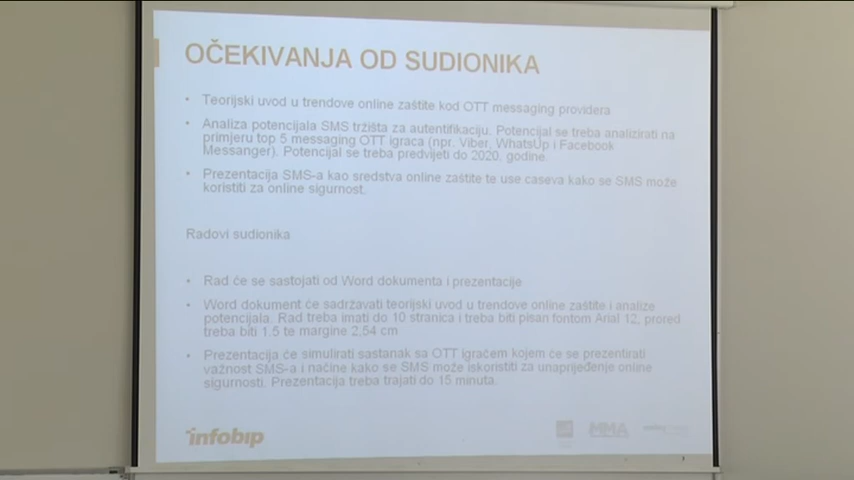 OČEKIVANJA OD SUDIONIKA
• Teorijski uvod u trendove online zaštite kod OTT messaging providera
• Analiza potencijala SMS tržišta za autentifikaciju. Potencijal se treba analizirati na
primjeru top 5 messaging OTT igraca (npr. Viber, WhatsUp i Facebook
Messanger). Potencijal se treba predvijeti do 2020, godine.
• Prezentacija SMS-a kao sredstva online zaštite te use caseva kako se SMS može
koristiti za online sigurnost.
Radovi sudionika
• Rad će se sastojati od Word dokumenta i prezentacije
• Word dokument će sadržavati teorijski uvod u trendove online zaštite i analize
potencijala. Rad treba imati do 10 stranica i treba biti pisan fontom Arial 12, prored
treba biti 1.5 te margine 2,54 cm
• Prezentacija će simulirati sastanak sa OTT igračem kojem će se prezentirati
važnost SMS-a i načine kako se SMS može iskoristiti za unaprijeđenje online
sigurnosti. Prezentacija treba trajati do 15 minuta.
infobip MMA